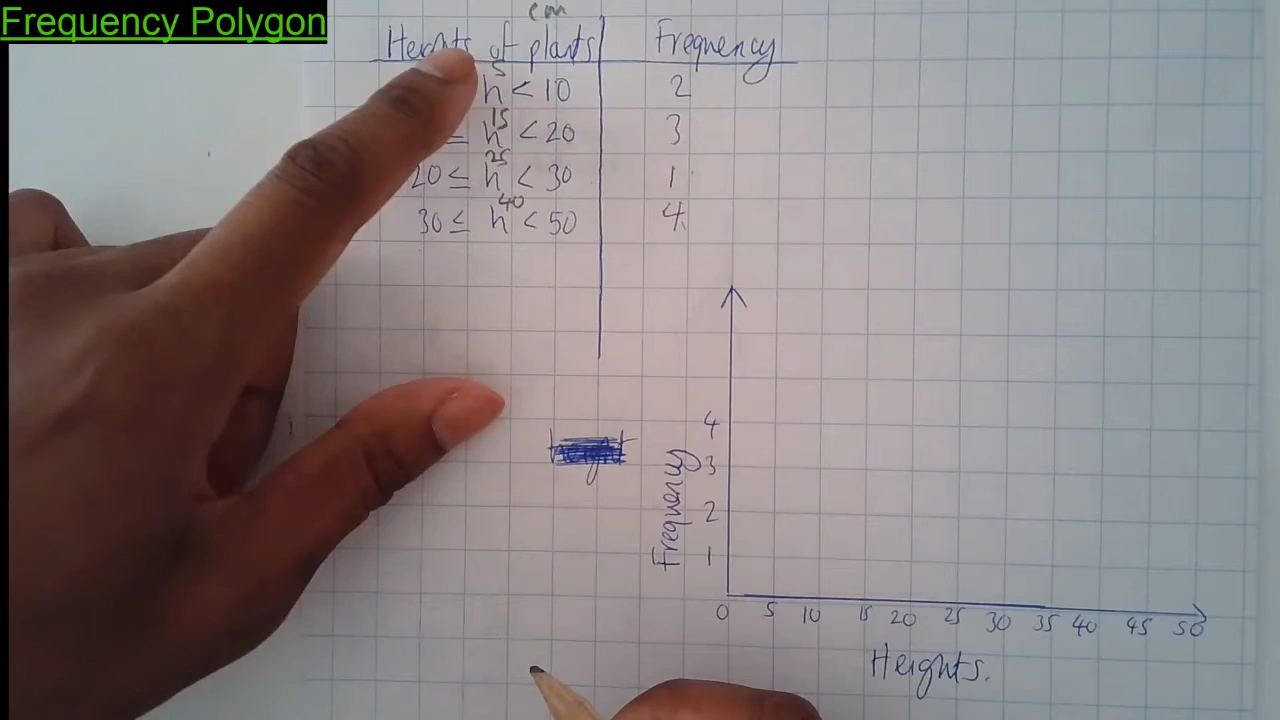 Frequency Polygon
cm
Heights of plants Frequency
5
h < 10 2
15
≤ h < 20 3
25
20 ≤ h < 30 1
40
30 ≤ h < 50 4
4
3
2
1
Frequency
0 5 10 15 20 25 30 35 40 45 50
Heights.